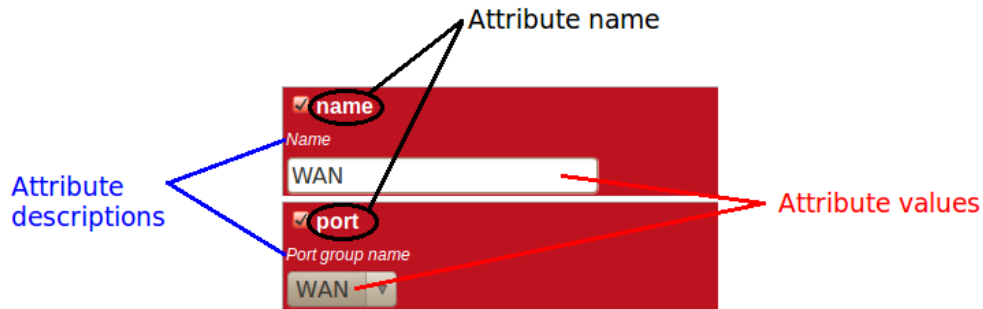 Attribute name
name
Name
WAN
Attribute
descriptions
Attribute values
port
Port group name
WAN